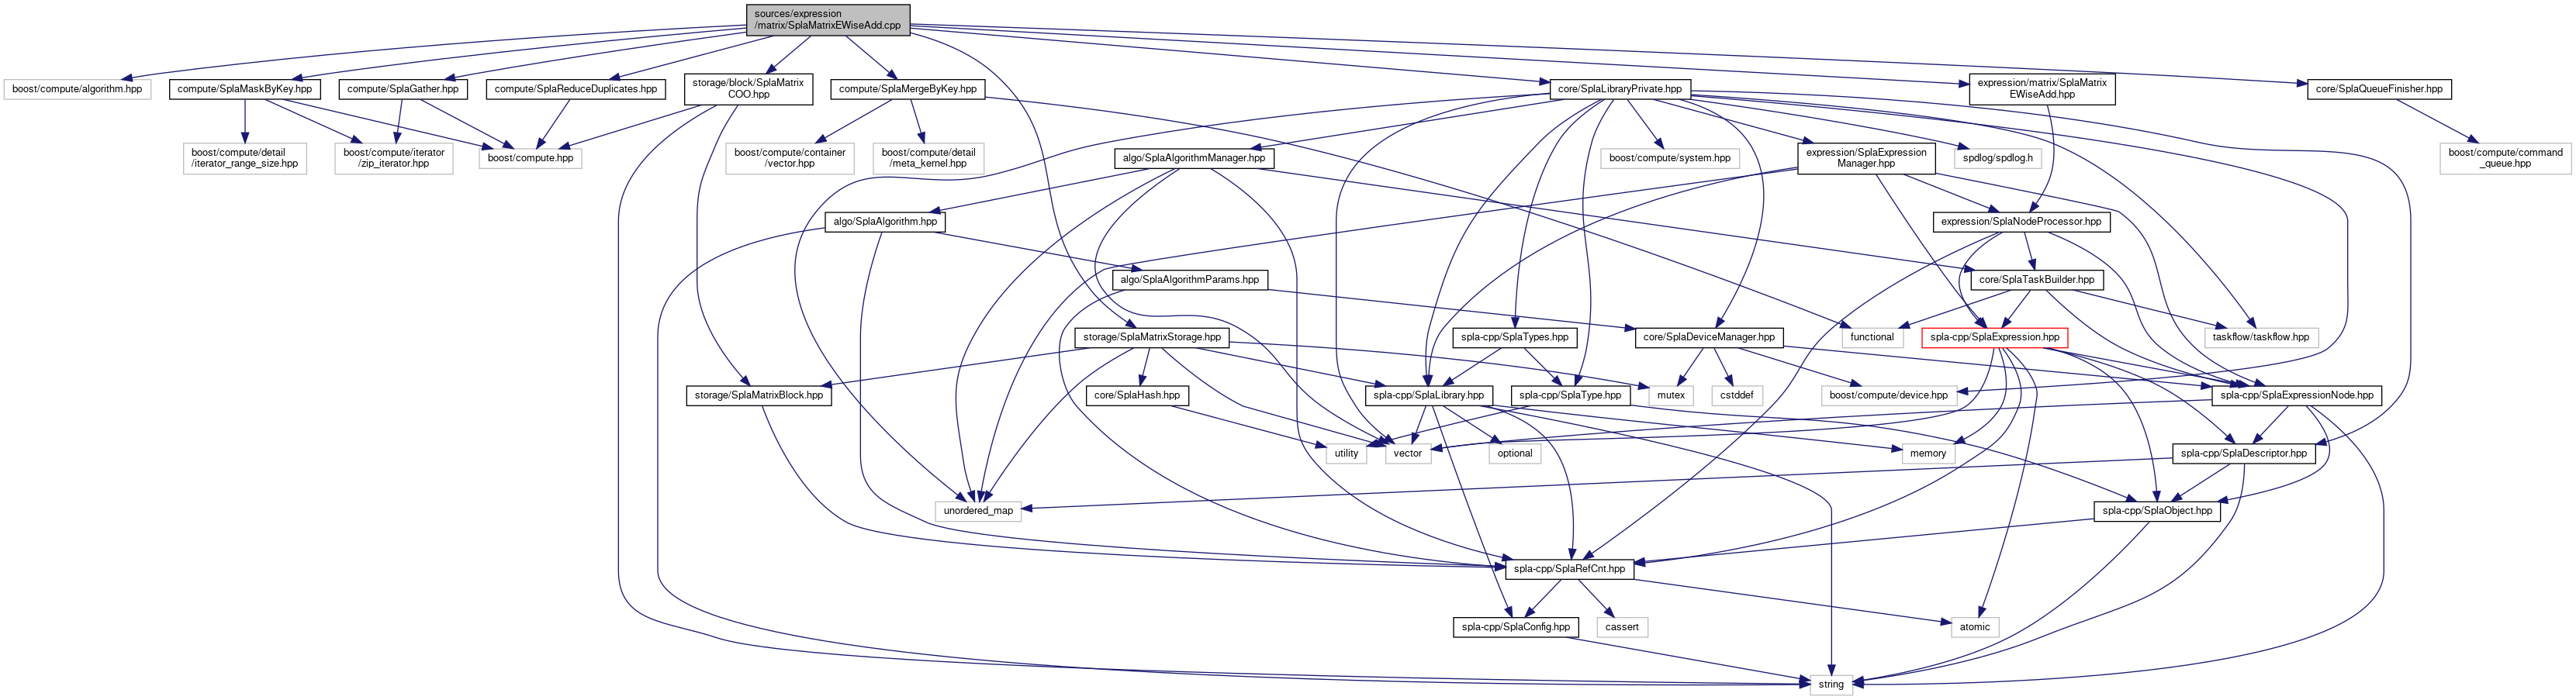 sources/expression
/matrix/SplaMatrixEWiseAdd.cpp
boost/compute/algorithm.hpp
compute/SplaMaskByKey.hpp
compute/SplaGather.hpp
compute/SplaReduceDuplicates.hpp
storage/block/SplaMatrix
COO.hpp
compute/SplaMergeByKey.hpp
core/SplaLibraryPrivate.hpp
expression/matrix/SplaMatrix
EWiseAdd.hpp
core/SplaQueueFinisher.hpp
boost/compute/detail
/iterator_range_size.hpp
boost/compute/iterator
/zip_iterator.hpp
boost/compute.hpp
boost/compute/container
/vector.hpp
boost/compute/detail
/meta_kernel.hpp
algo/SplaAlgorithmManager.hpp
boost/compute/system.hpp
expression/SplaExpression
Manager.hpp
spdlog/spdlog.h
boost/compute/command
_queue.hpp
algo/SplaAlgorithm.hpp
expression/SplaNodeProcessor.hpp
algo/SplaAlgorithmParams.hpp
core/SplaTaskBuilder.hpp
storage/SplaMatrixStorage.hpp
spla-cpp/SplaTypes.hpp
core/SplaDeviceManager.hpp
functional
spla-cpp/SplaExpression.hpp
taskflow/taskflow.hpp
storage/SplaMatrixBlock.hpp
core/SplaHash.hpp
spla-cpp/SplaLibrary.hpp
spla-cpp/SplaType.hpp
mutex
cstddef
boost/compute/device.hpp
spla-cpp/SplaExpressionNode.hpp
utility
vector
optional
memory
spla-cpp/SplaDescriptor.hpp
unordered_map
spla-cpp/SplaObject.hpp
spla-cpp/SplaRefCnt.hpp
spla-cpp/SplaConfig.hpp
cassert
atomic
string